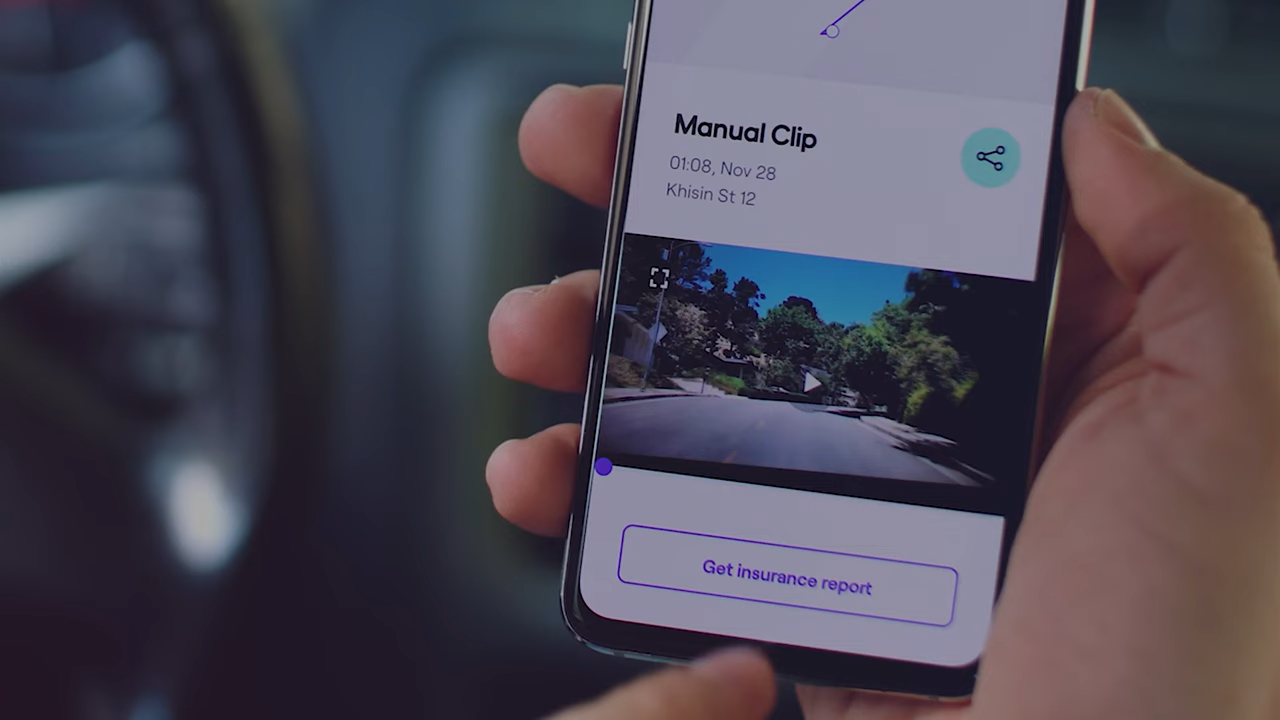 Manual Clip
01:08, Nov 28
Khisin St 12
Get insurance report